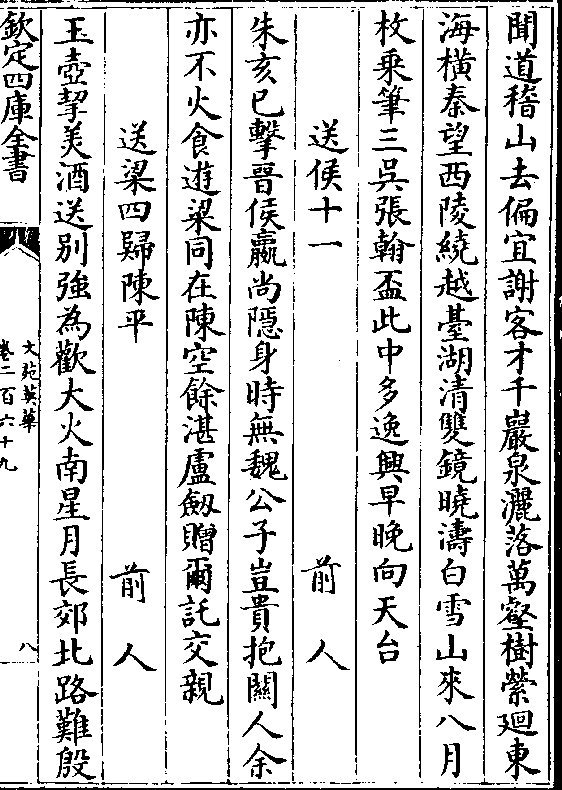 聞道稽山去偏宜謝客才千巖泉灑落萬壑樹縈迴東
海橫秦望西陵繞越臺湖清雙鏡曉濤白雪山來八月
枚乗筆三吳張翰盃此中多逸興早晚向天台
送侯十一　前人
朱亥已擊晉侯嬴尚隱身時無魏公子豈貴抱關人余
亦不火食遊梁同在陳空餘湛盧劔贈爾託交親
送梁四歸陳平　前人
玉壺挈美酒送别強為歡大火南星月長郊北路難殷
欽定四庫全書
文苑英華
卷二百六十九
八